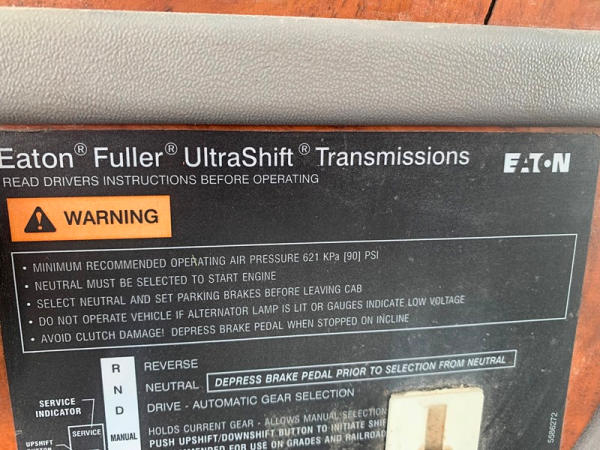 Eaton® Fuller® UltraShift® Transmissions
EATON
READ DRIVERS INSTRUCTIONS BEFORE OPERATING
WARNING
• MINIMUM RECOMMENDED OPERATING AIR PRESSURE 621 KPa [90] PSI
• NEUTRAL MUST BE SELECTED TO START ENGINE
• SELECT NEUTRAL AND SET PARKING BRAKES BEFORE LEAVING CAB
• DO NOT OPERATE VEHICLE IF ALTERNATOR LAMP IS LIT OR GAUGES INDICATE LOW VOLTAGE
• AVOID CLUTCH DAMAGE! DEPRESS BRAKE PEDAL WHEN STOPPED ON INCLINE
R REVERSE
N NEUTRAL DEPRESS BRAKE PEDAL PRIOR TO SELECTION FROM NEUTRAL
D DRIVE - AUTOMATIC GEAR SELECTION
MANUAL HOLDS CURRENT GEAR - ALLOWS MANUAL SELECTION
PUSH UPSHIFT/DOWNSHIFT BUTTON TO INITIATE
FOR USE ON GRADES AND RAILROAD
SERVICE
INDICATOR
SERVICE
UPSHIFT
5586272